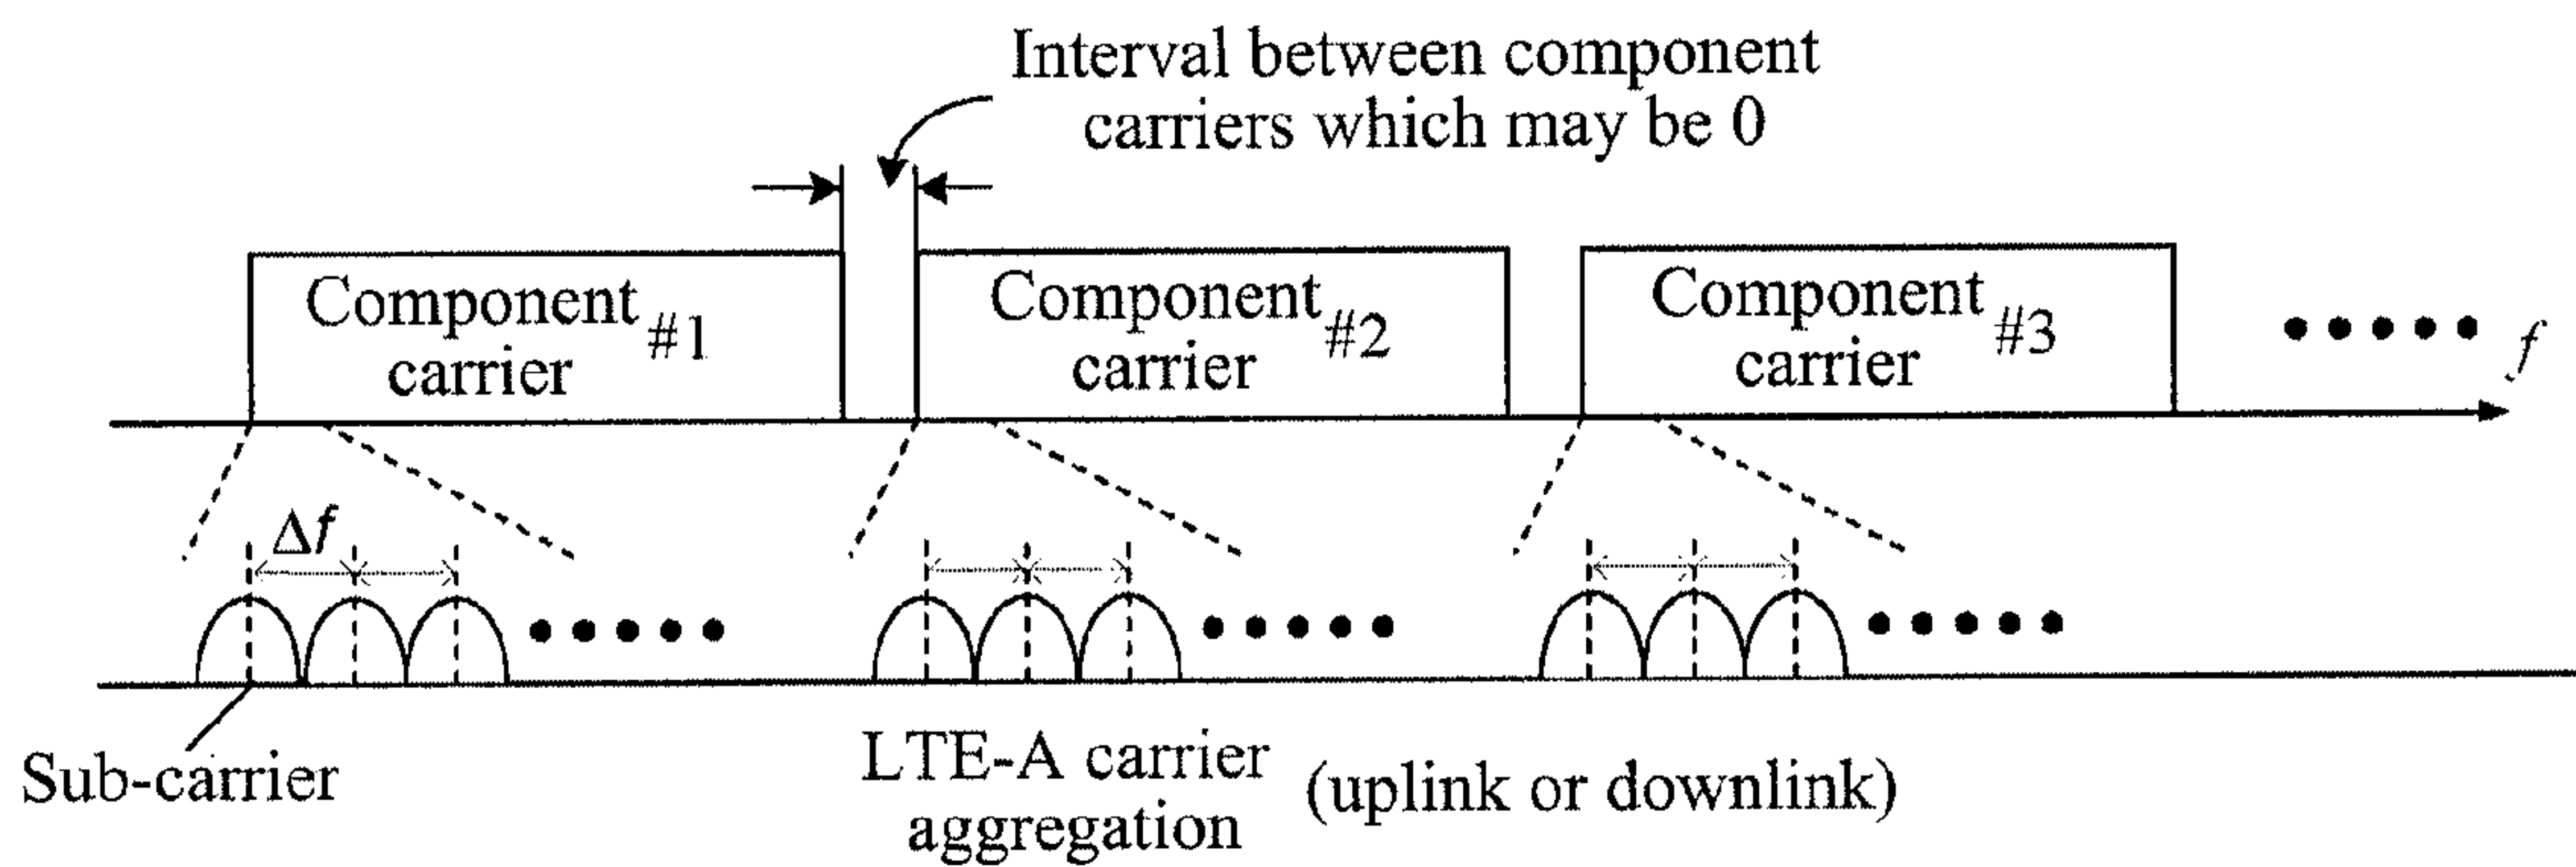 Interval between component
carriers which may be 0
Component
carrier #1
Component
carrier #2
Component
carrier #3
f
Δf
Sub-carrier
LTE-A carrier
aggregation
(uplink or downlink)